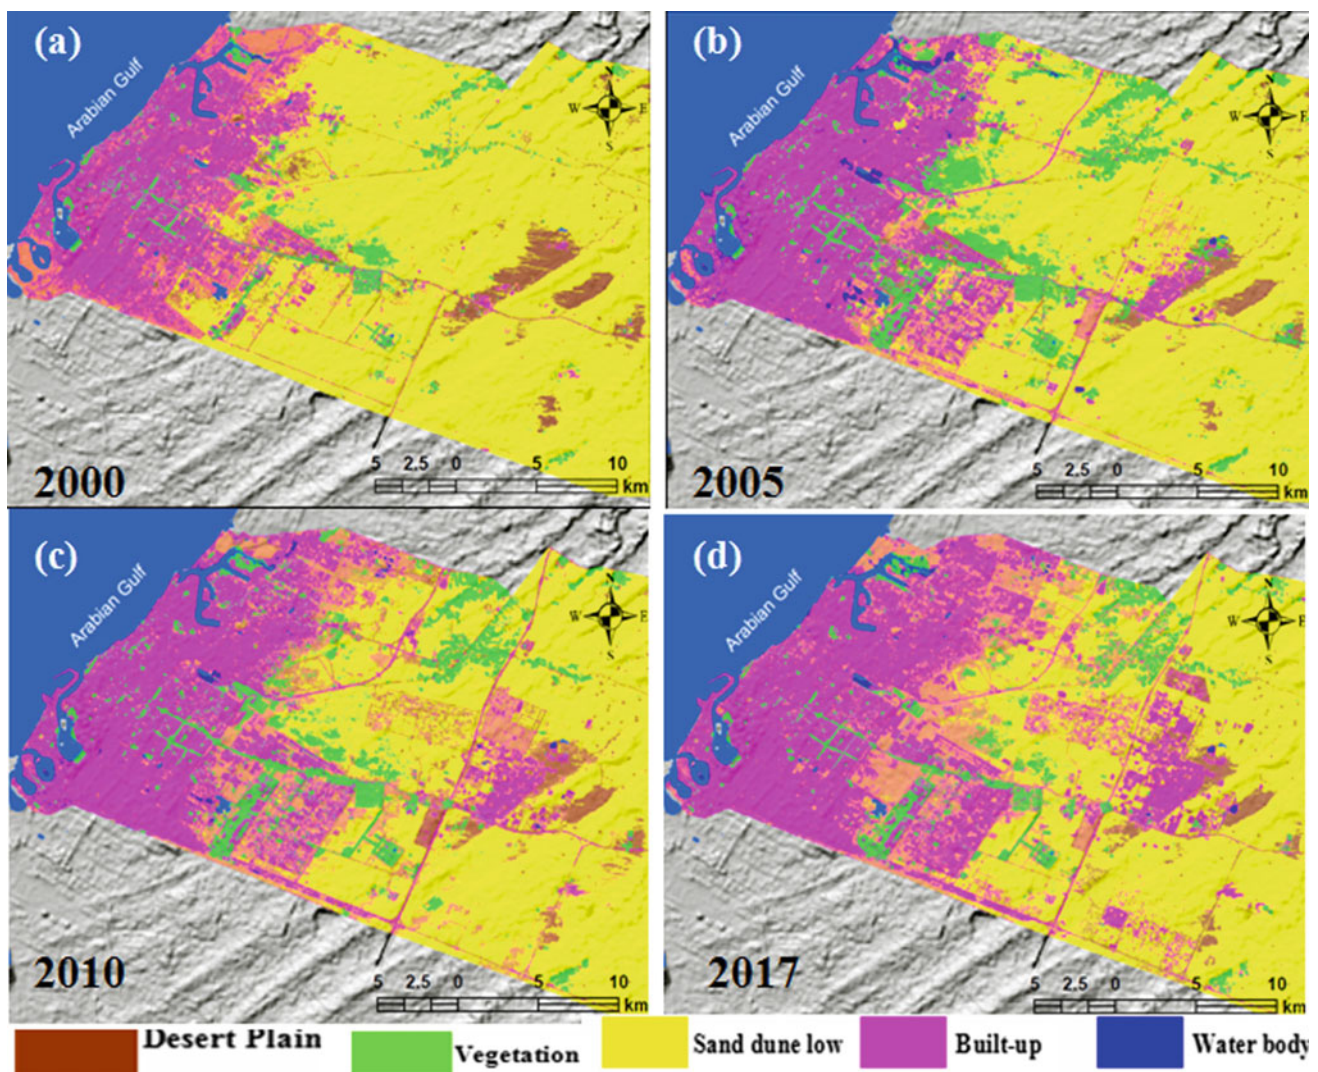 (a)
Arabian Gulf
N
W E
S
2000
5 2.5 0 5 10
km
(b)
Arabian Gulf
N
W E
S
2005
5 2.5 0 5 10
km
(c)
Arabian Gulf
N
W E
S
2010
5 2.5 0 5 10
km
(d)
Arabian Gulf
N
W E
S
2017
5 2.5 0 5 10
km
Desert Plain
Vegetation
Sand dune low
Built-up
Water body